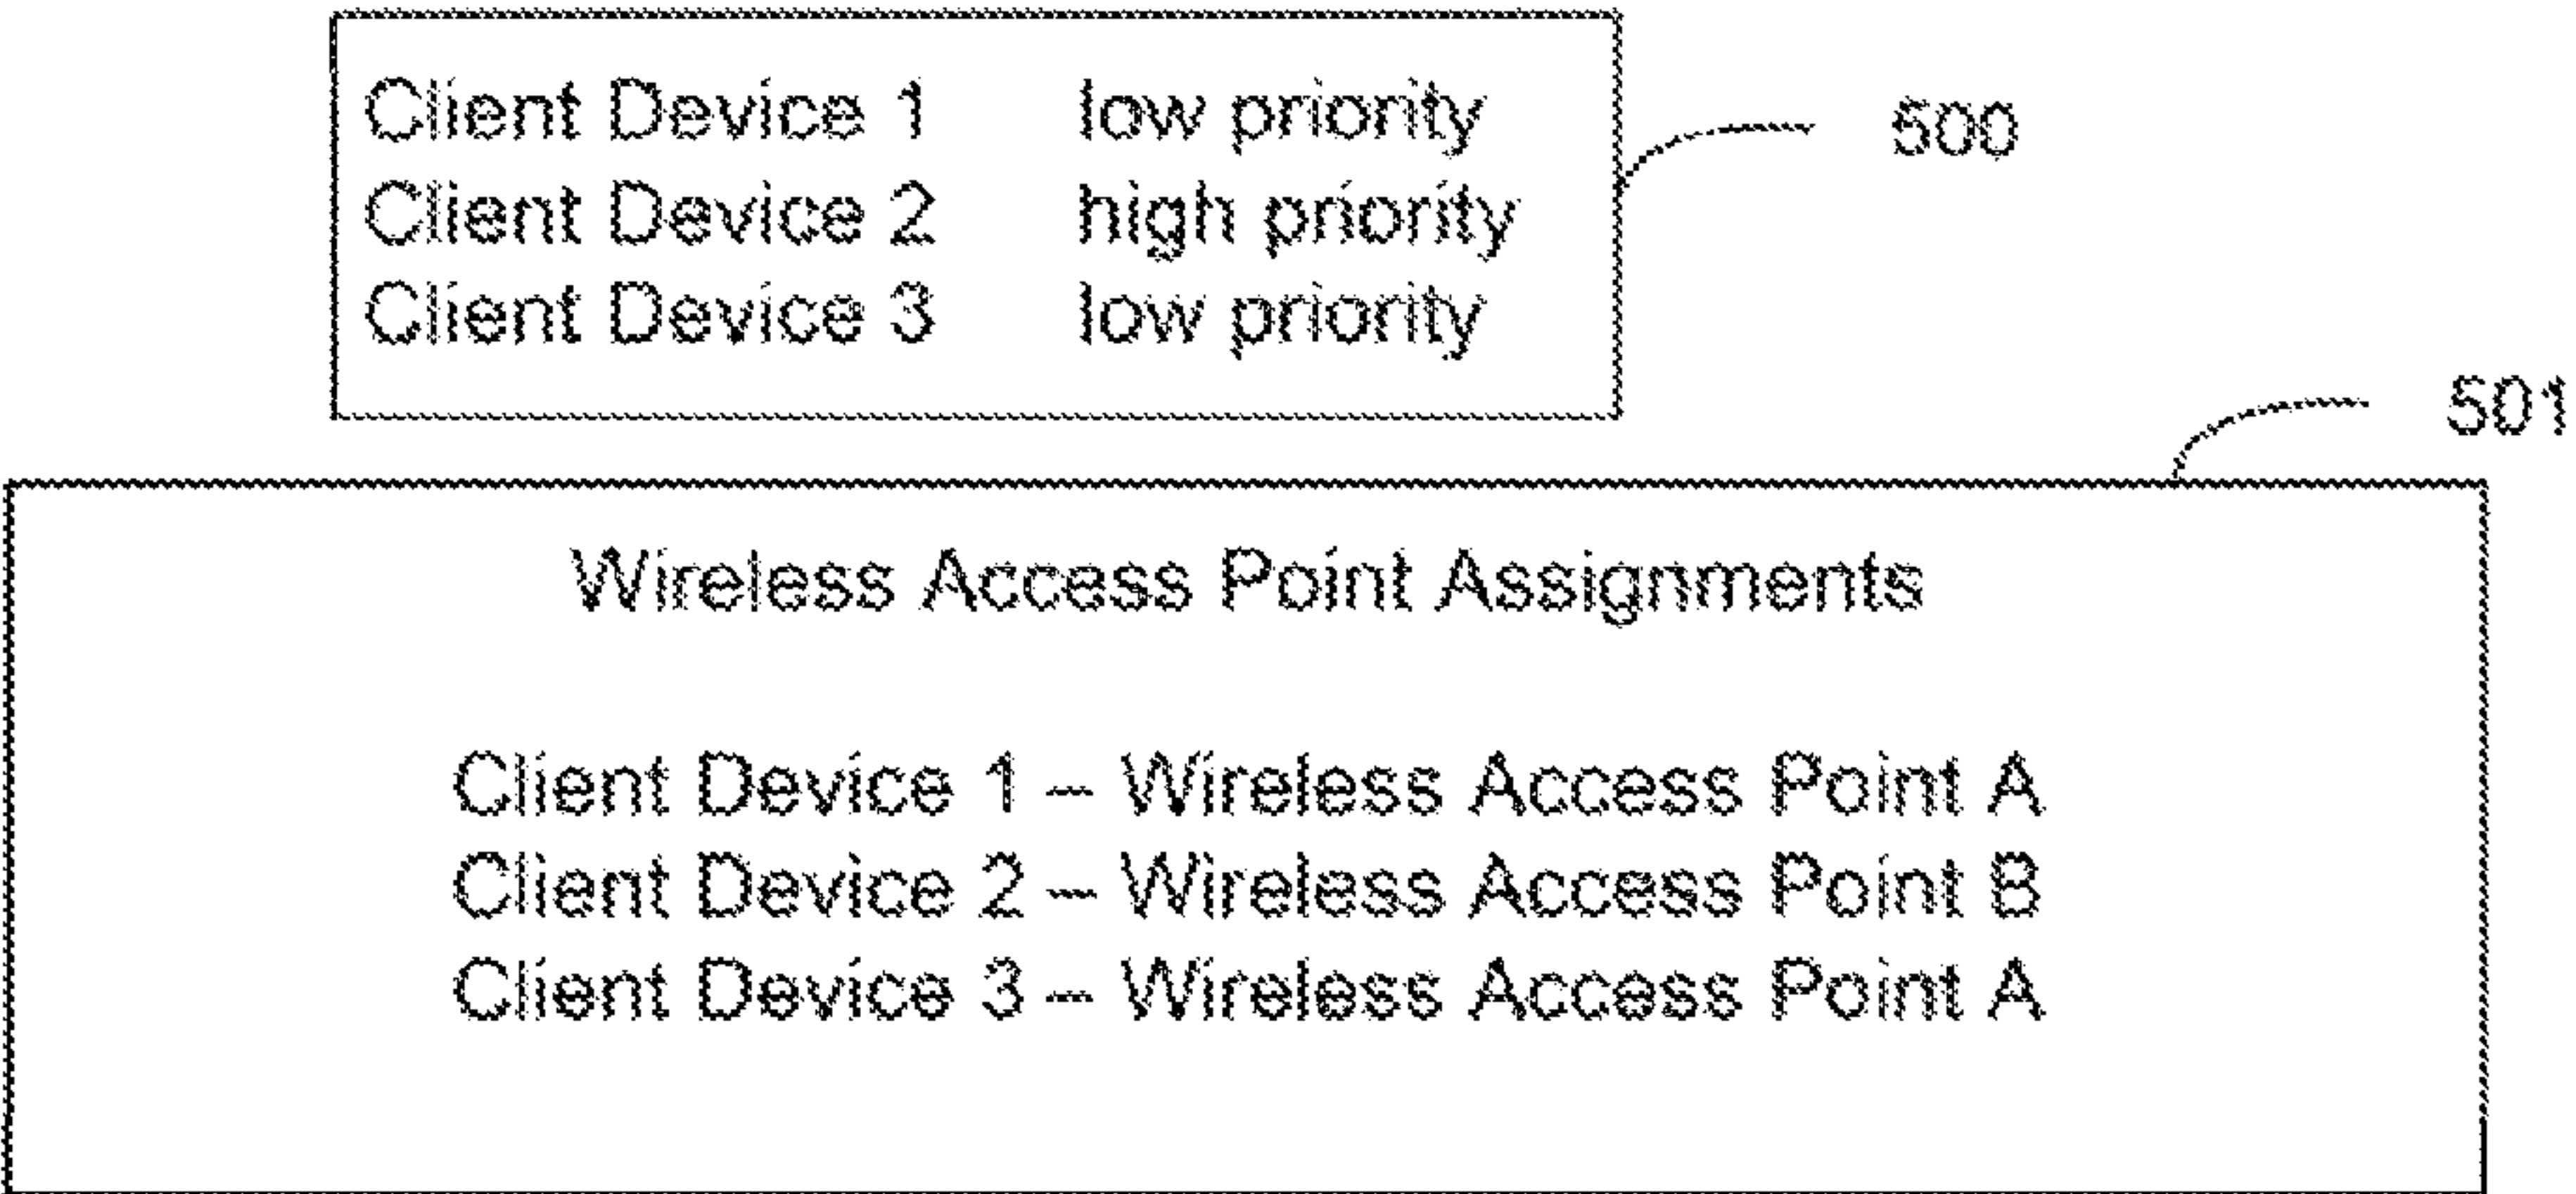 Client Device 1 low priority
500
Client Device 2 high priority
Client Device 3 low priority
501
Wireless Access Point Assignments
Client Device 1 – Wireless Access Point A
Client Device 2 – Wireless Access Point B
Client Device 3 – Wireless Access Point A